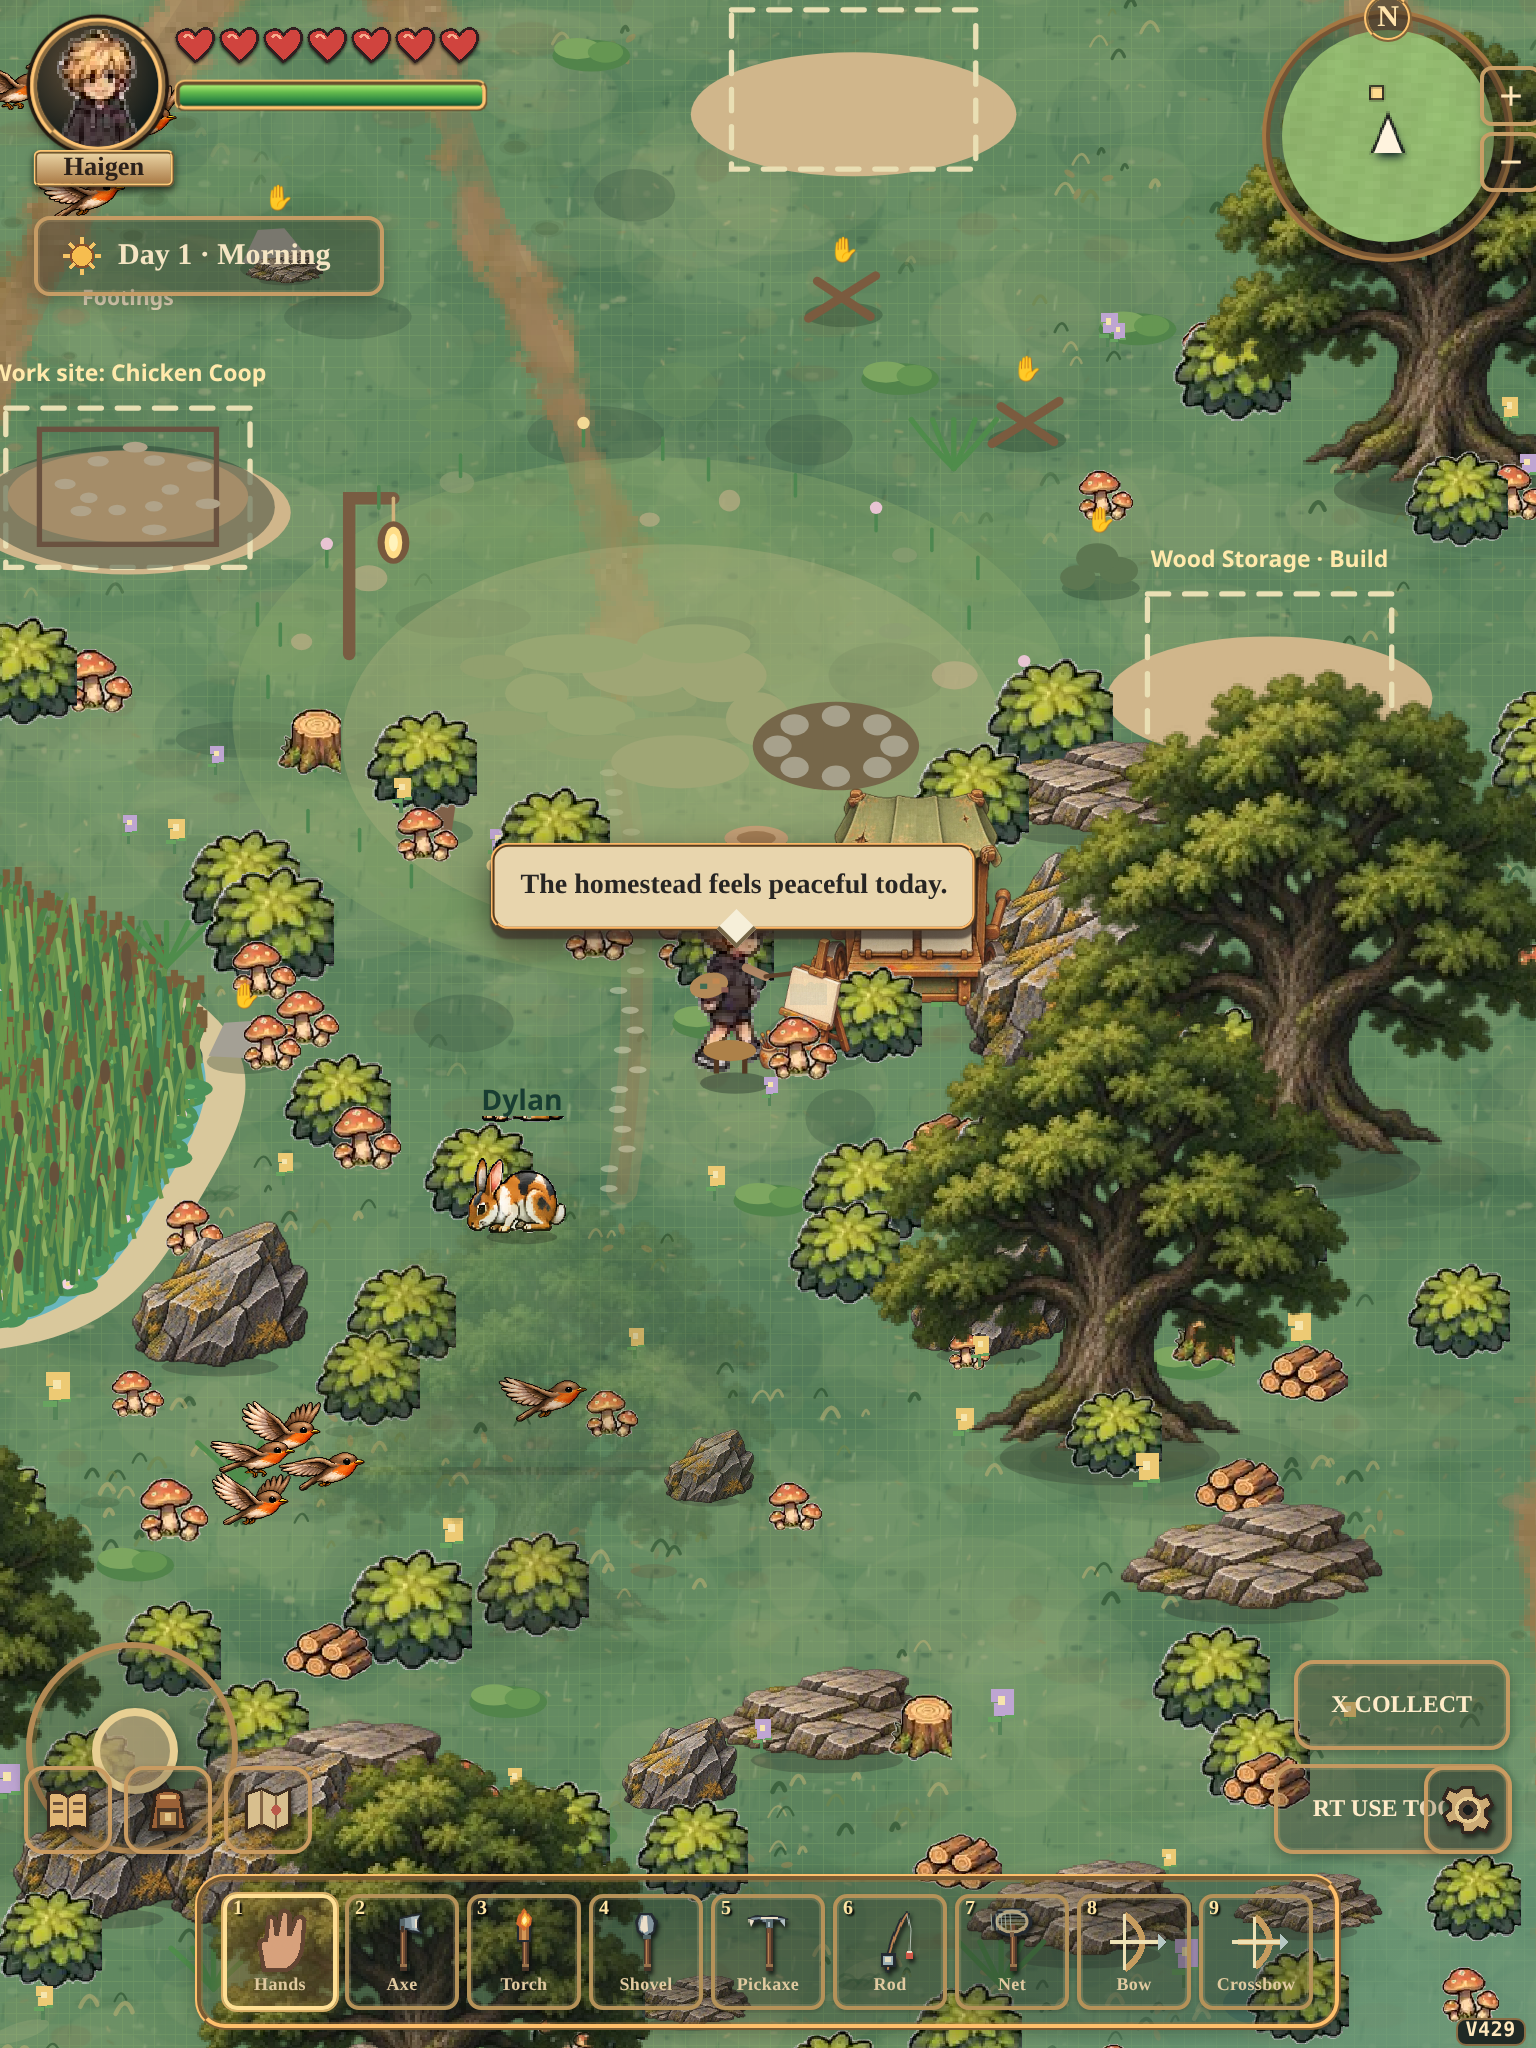 N
+
Haigen
−
Day 1 · Morning
Footings
Work site: Chicken Coop
Wood Storage · Build
The homestead feels peaceful today.
Dylan
X COLLECT
RT USE TOO
1 Hands
2 Axe
3 Torch
4 Shovel
5 Pickaxe
6 Rod
7 Net
8 Bow
9 Crossbow
V429